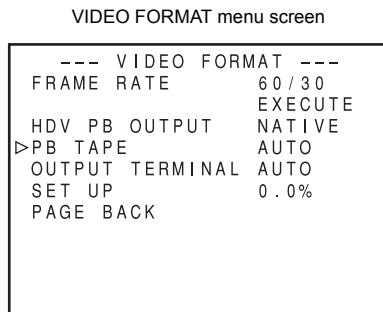 VIDEO FORMAT menu screen
--- VIDEO FORMAT ---
FRAME RATE 60/30
EXECUTE
HDV PB OUTPUT NATIVE
▷PB TAPE AUTO
OUTPUT TERMINAL AUTO
SET UP 0.0%
PAGE BACK